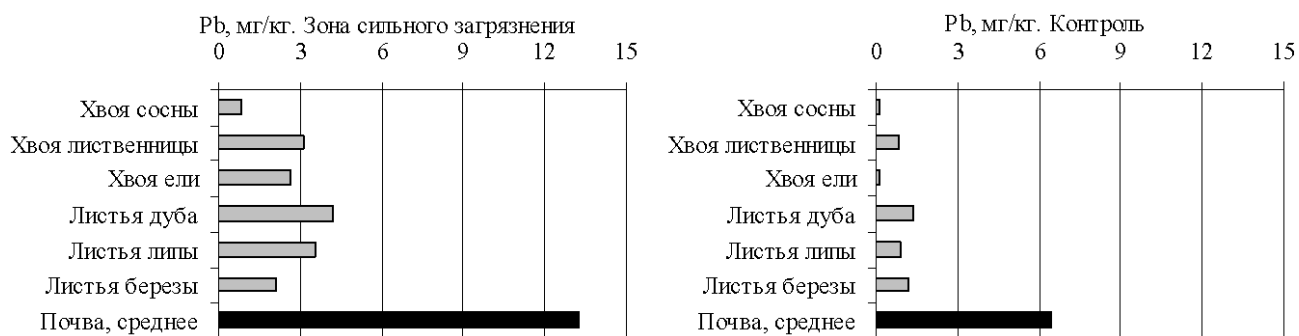 Pb, мг/кг. Зона сильного загрязнения
0 3 6 9 12 15
Хвоя сосны
Хвоя лиственницы
Хвоя ели
Листья дуба
Листья липы
Листья березы
Почва, среднее
Pb, мг/кг. Контроль
0 3 6 9 12 15
Хвоя сосны
Хвоя лиственницы
Хвоя ели
Листья дуба
Листья липы
Листья березы
Почва, среднее